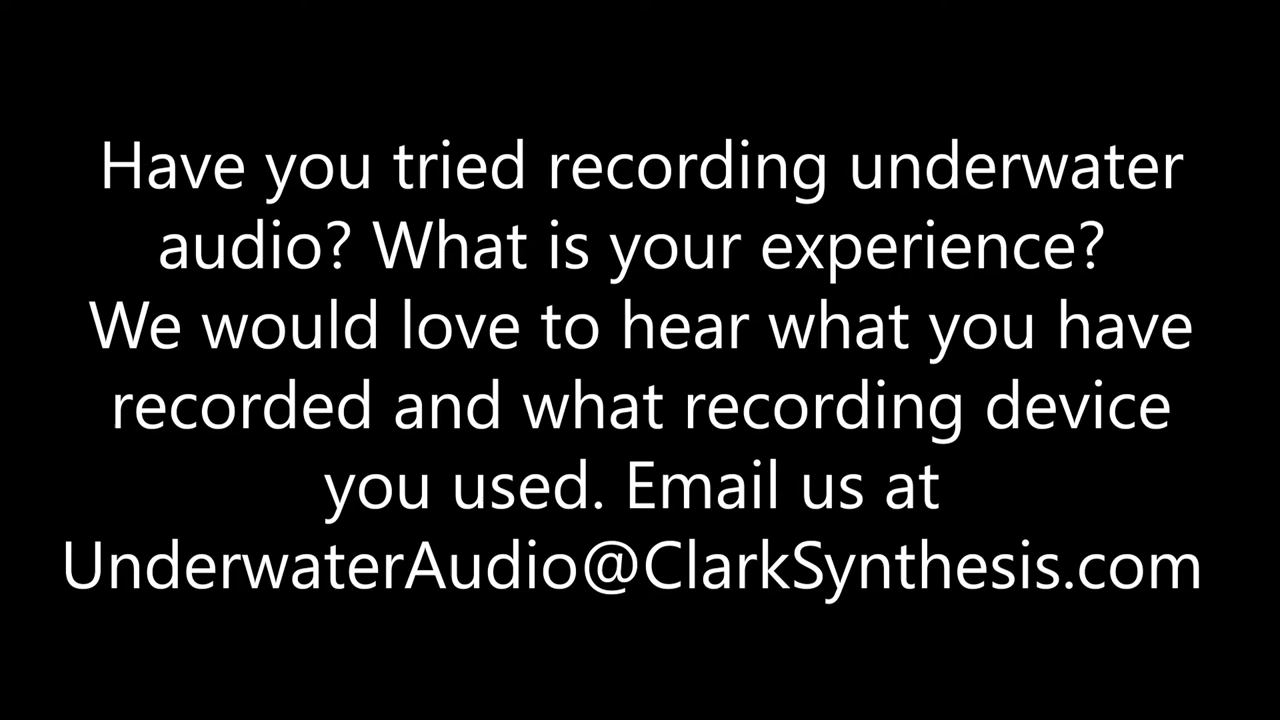 Have you tried recording underwater
audio? What is your experience?
We would love to hear what you have
recorded and what recording device
you used. Email us at
UnderwaterAudio@ClarkSynthesis.com